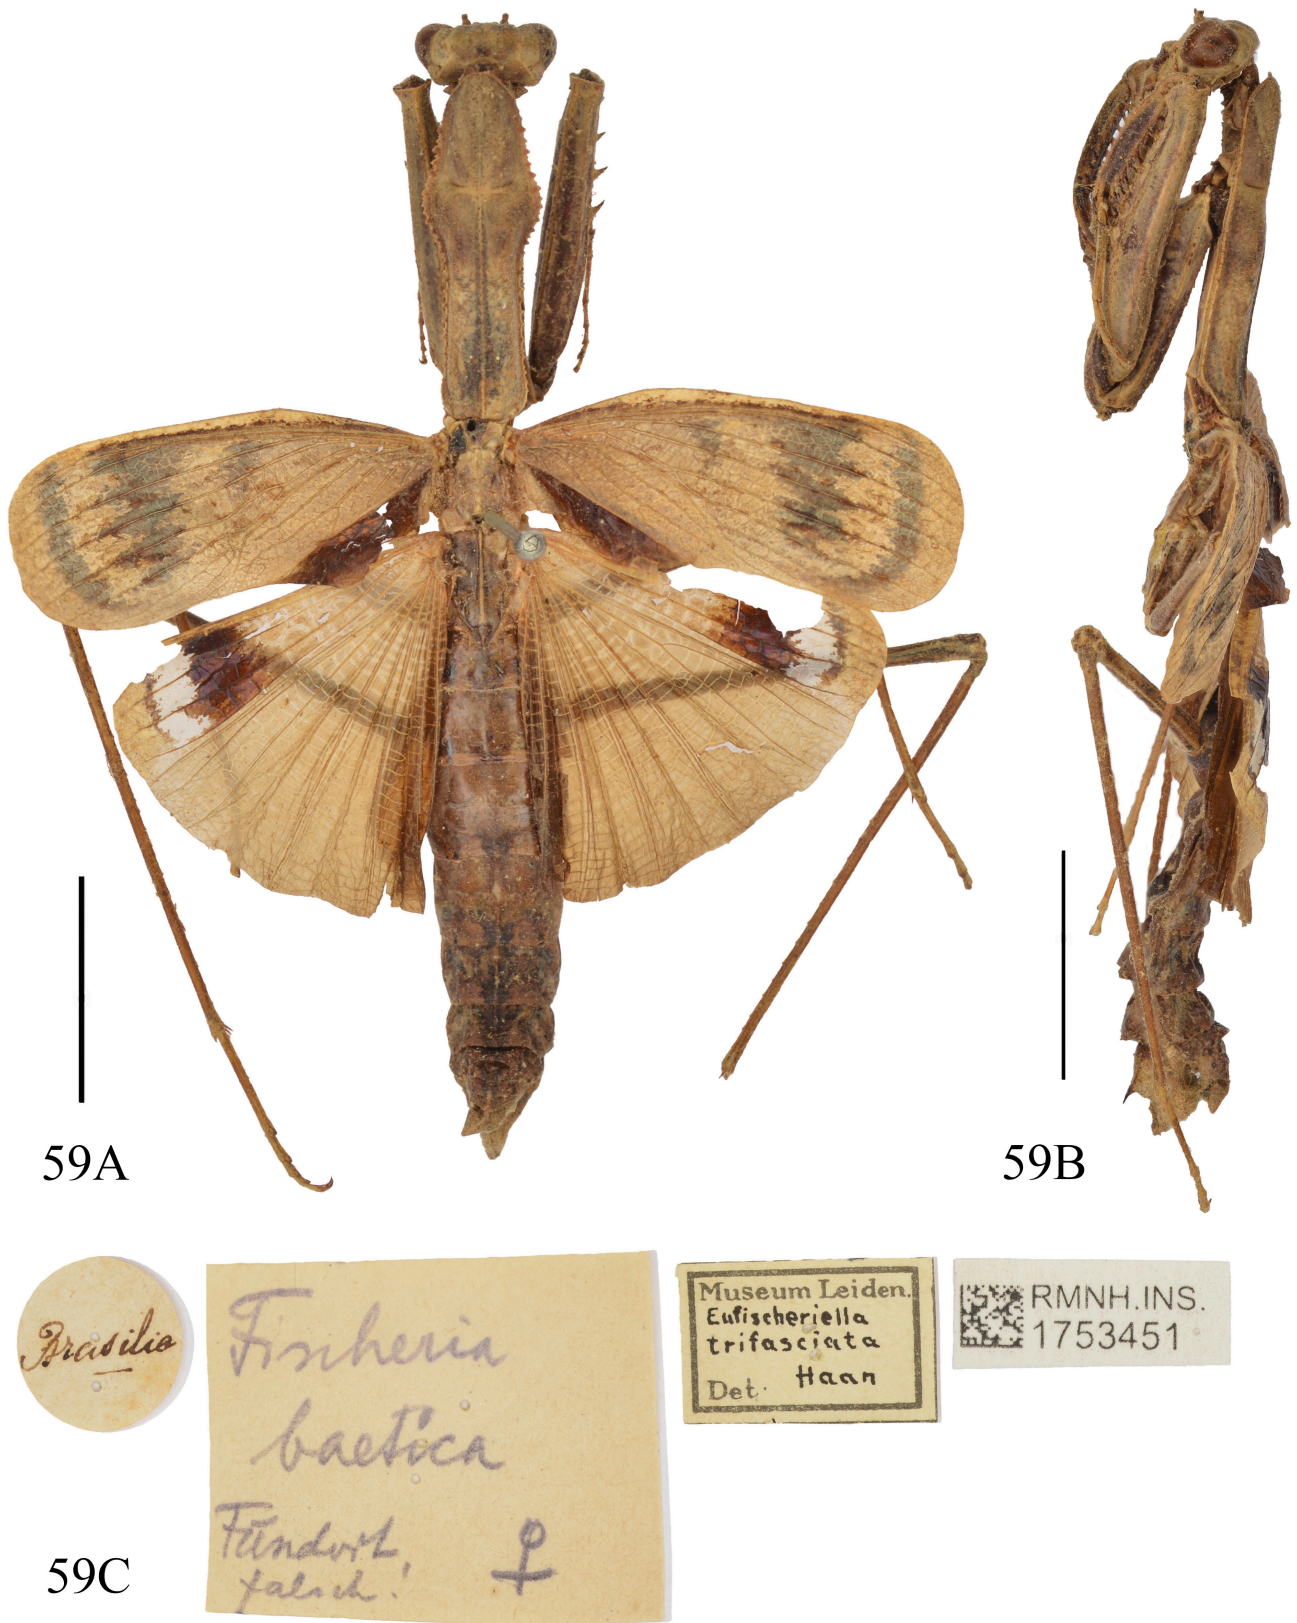 59A
59B
Brasilia
Fischeria
baetica
Fundort
falsch!
♀
Museum Leiden.
Eufischeriella
trifasciata
Haan
Det.
RMNH.INS.
1753451
59C